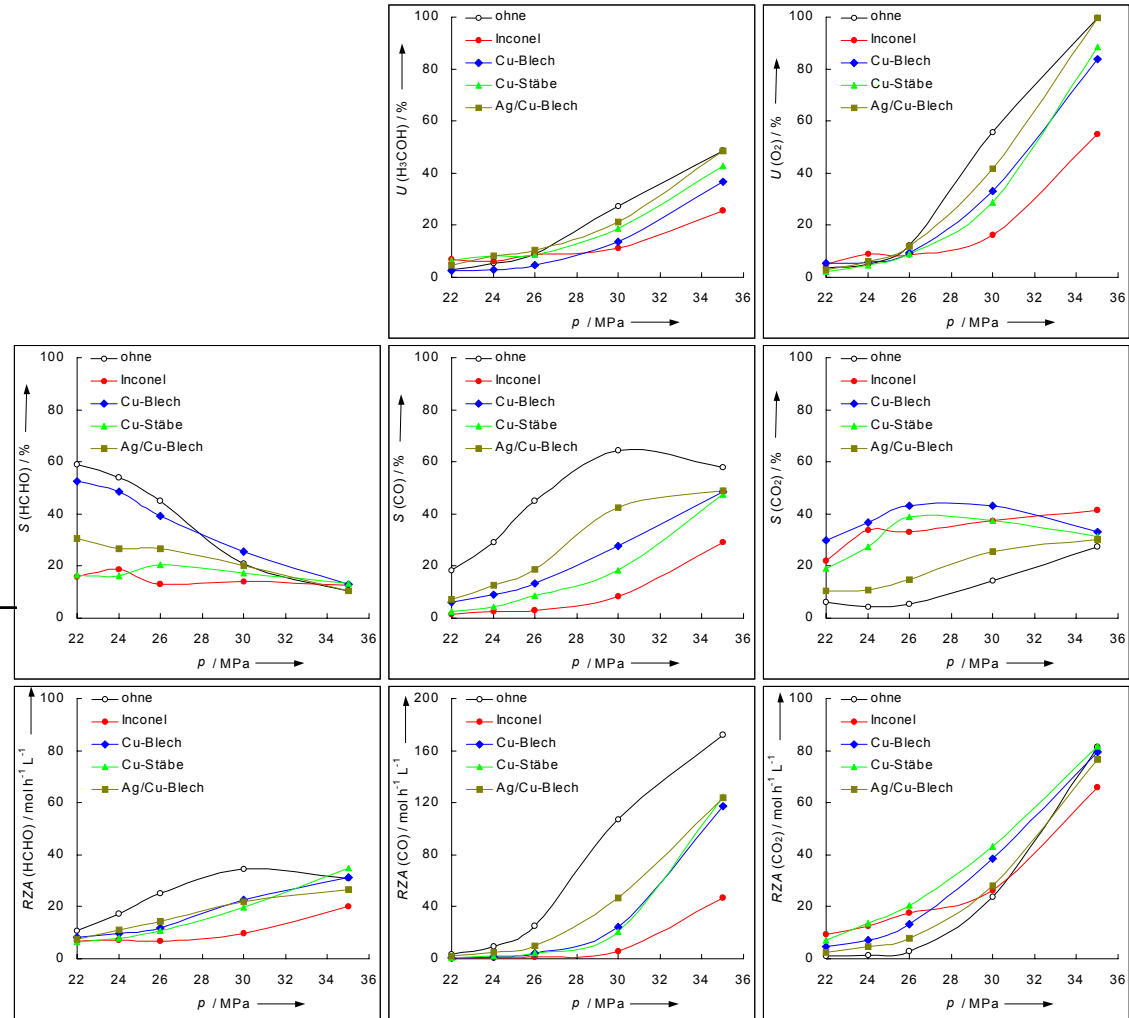 U (H₃COH) / %
100
80
60
40
20
0
ohne
Inconel
Cu-Blech
Cu-Stäbe
Ag/Cu-Blech
22 24 26 28 30 32 34 36
p / MPa
U (O₂) / %
100
80
60
40
20
0
ohne
Inconel
Cu-Blech
Cu-Stäbe
Ag/Cu-Blech
22 24 26 28 30 32 34 36
p / MPa
S (HCHO) / %
100
80
60
40
20
0
ohne
Inconel
Cu-Blech
Cu-Stäbe
Ag/Cu-Blech
22 24 26 28 30 32 34 36
p / MPa
S (CO) / %
100
80
60
40
20
0
ohne
Inconel
Cu-Blech
Cu-Stäbe
Ag/Cu-Blech
22 24 26 28 30 32 34 36
p / MPa
S (CO₂) / %
100
80
60
40
20
0
ohne
Inconel
Cu-Blech
Cu-Stäbe
Ag/Cu-Blech
22 24 26 28 30 32 34 36
p / MPa
RZA (HCHO) / mol h⁻¹ L⁻¹
100
80
60
40
20
0
ohne
Inconel
Cu-Blech
Cu-Stäbe
Ag/Cu-Blech
22 24 26 28 30 32 34 36
p / MPa
RZA (CO) / mol h⁻¹ L⁻¹
200
160
120
80
40
0
ohne
Inconel
Cu-Blech
Cu-Stäbe
Ag/Cu-Blech
22 24 26 28 30 32 34 36
p / MPa
RZA (CO₂) / mol h⁻¹ L⁻¹
100
80
60
40
20
0
ohne
Inconel
Cu-Blech
Cu-Stäbe
Ag/Cu-Blech
22 24 26 28 30 32 34 36
p / MPa